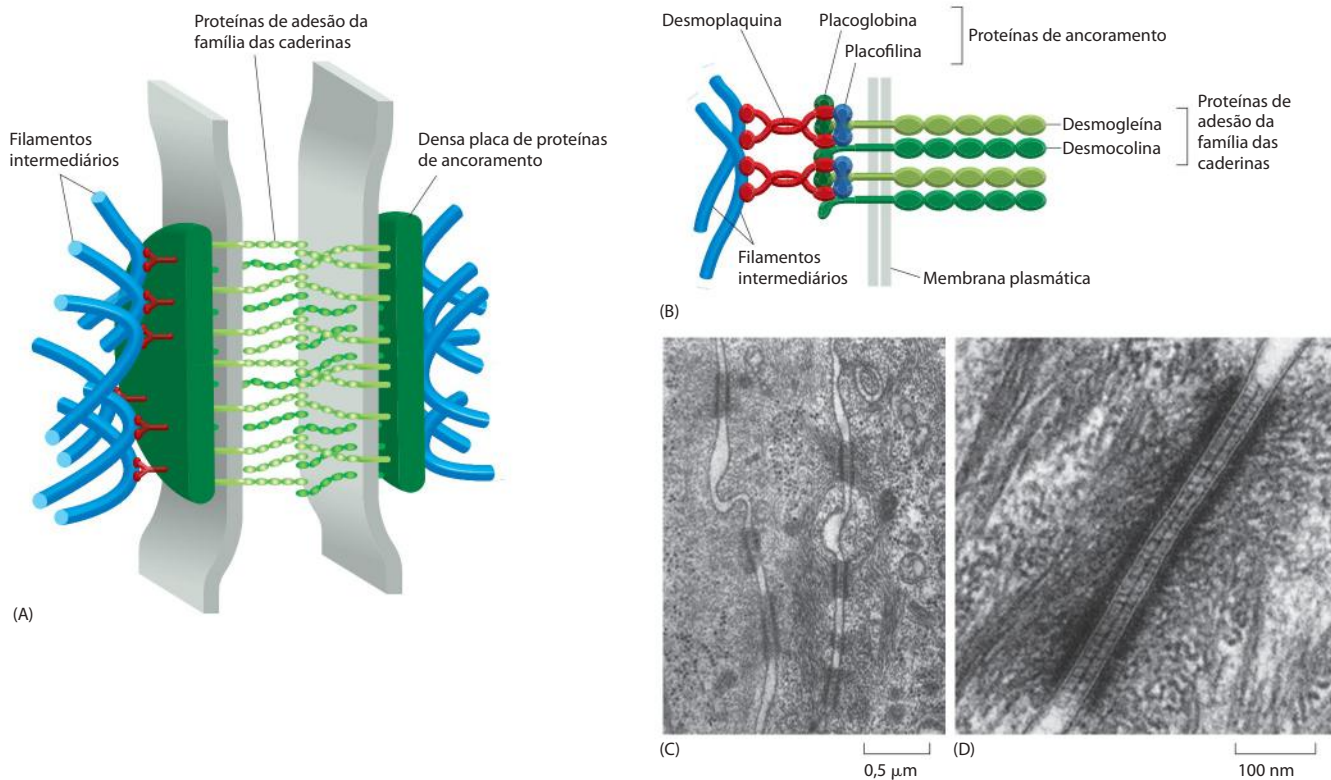 Proteínas de adesão da
família das caderinas
Filamentos
intermediários
Densa placa de proteínas
de ancoramento
(A)
Desmoplaquina
Placoglobina
Placofilina
Proteínas de ancoramento
Desmogleína
Desmocolina
Proteínas de
adesão da
família das
caderinas
Filamentos
intermediários
Membrana plasmática
(B)
(C)
0,5 μm
(D)
100 nm